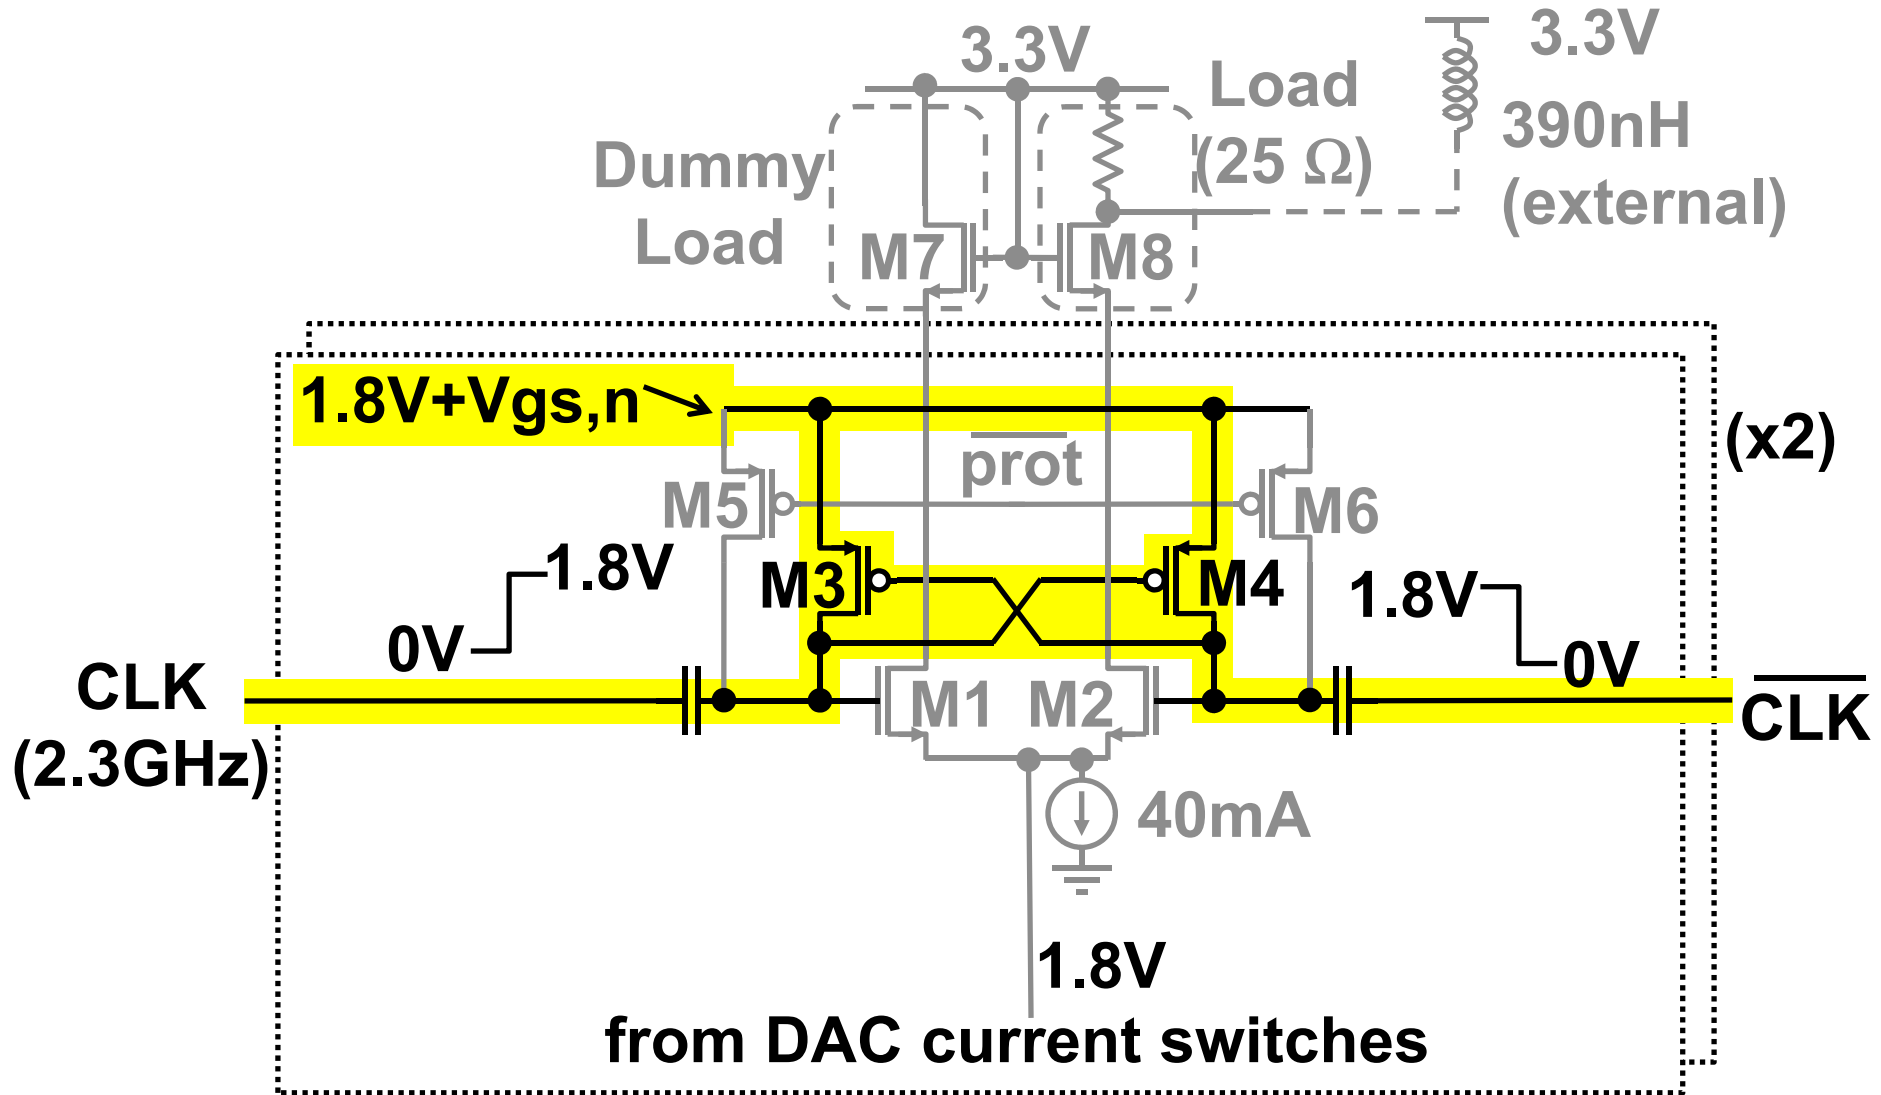 3.3V
3.3V
Load
(25 Ω)
390nH
(external)
Dummy
Load
M7
M8
1.8V+Vgs,n
prot
(x2)
M5
M6
1.8V
0V
M3
M4
1.8V
0V
CLK
(2.3GHz)
M1
M2
CLK
40mA
1.8V
from DAC current switches